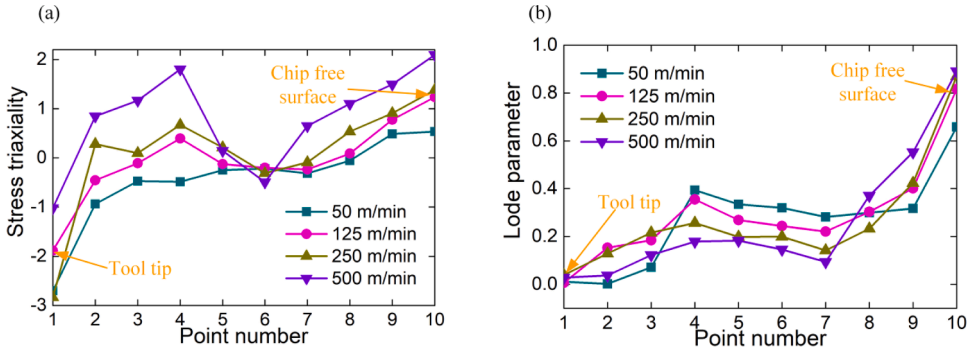 (a)
Stress triaxiality
2
1
0
-1
-2
-3
Chip free
surface
Tool tip
50 m/min
125 m/min
250 m/min
500 m/min
1 2 3 4 5 6 7 8 9 10
Point number
(b)
Lode parameter
1.0
0.8
0.6
0.4
0.2
0.0
50 m/min
125 m/min
250 m/min
500 m/min
Chip free
surface
Tool tip
1 2 3 4 5 6 7 8 9 10
Point number